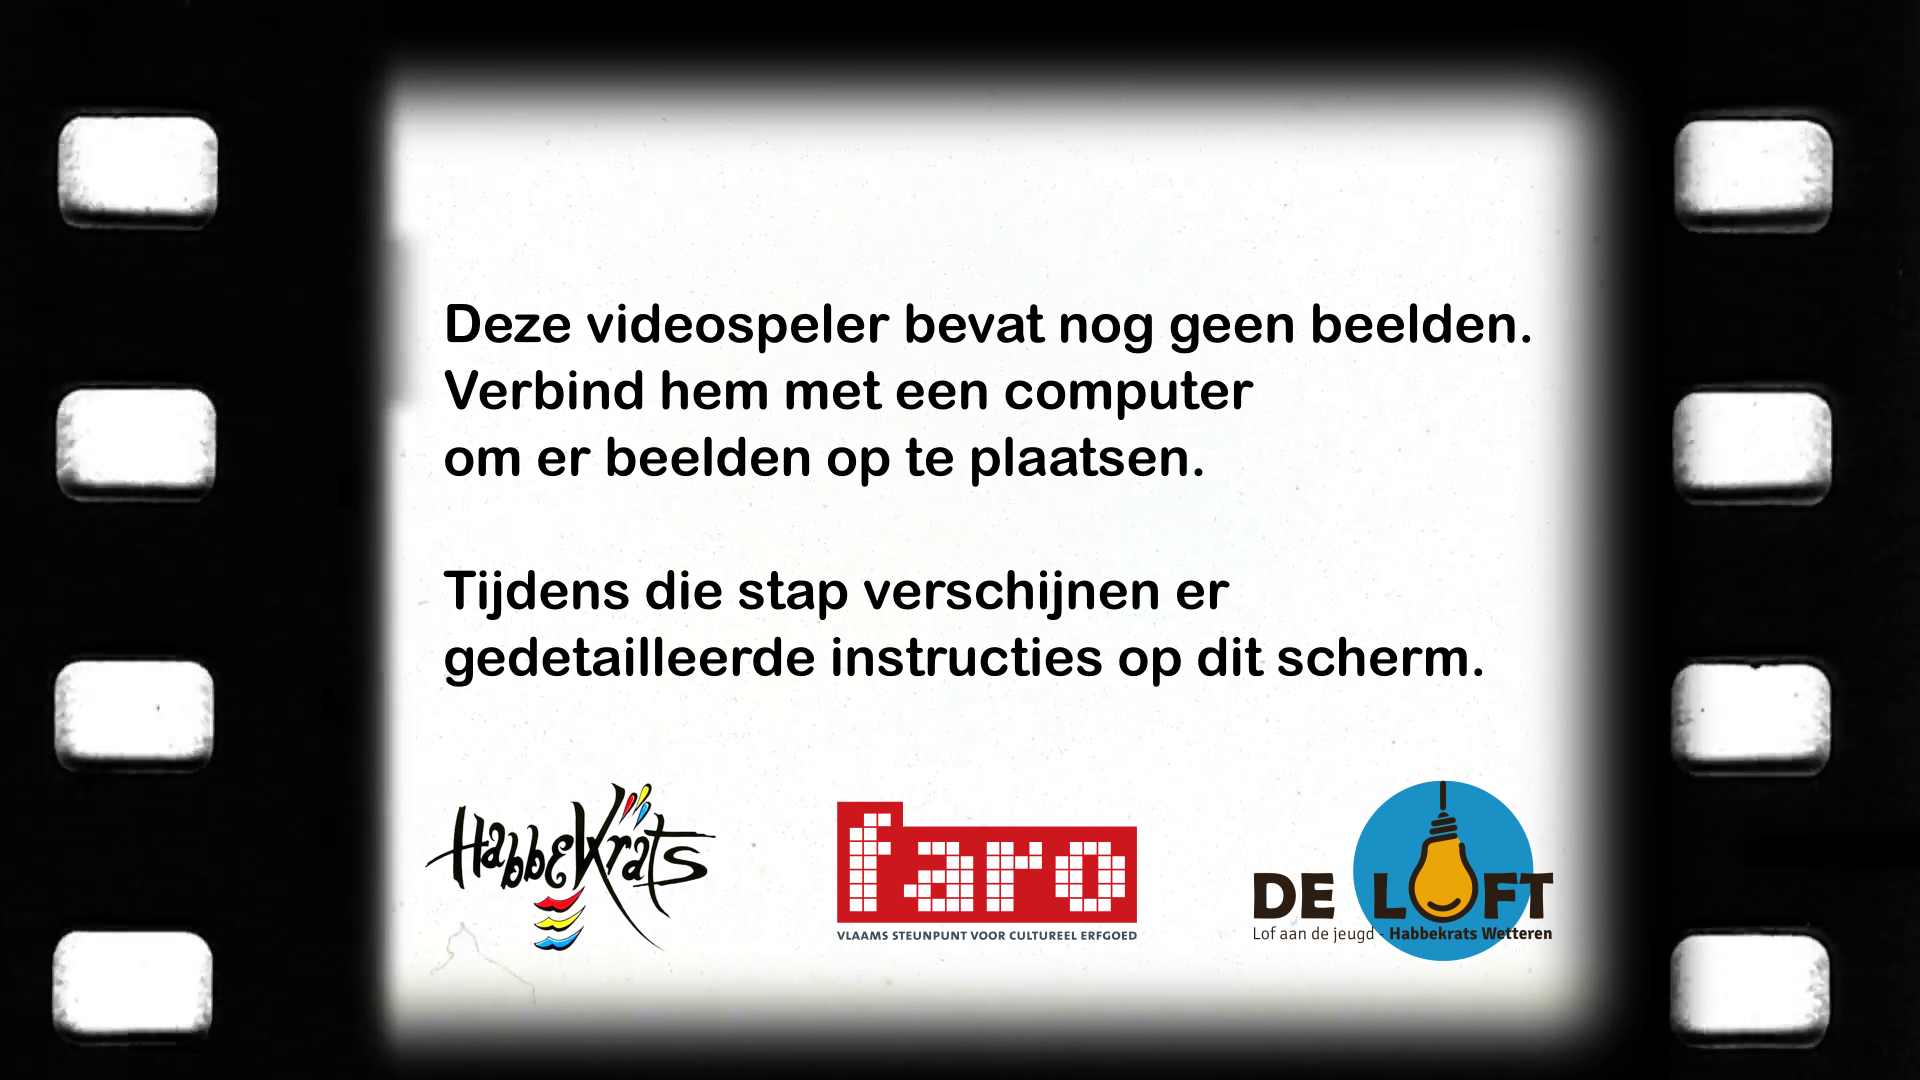 Deze videospeler bevat nog geen beelden.
Verbind hem met een computer
om er beelden op te plaatsen.
Tijdens die stap verschijnen er
gedetailleerde instructies op dit scherm.
HabbeKrats
faro
VLAAMS STEUNPUNT VOOR CULTUREEL ERFGOED
DE LOFT
Lof aan de jeugd - Habbekrats Wetteren